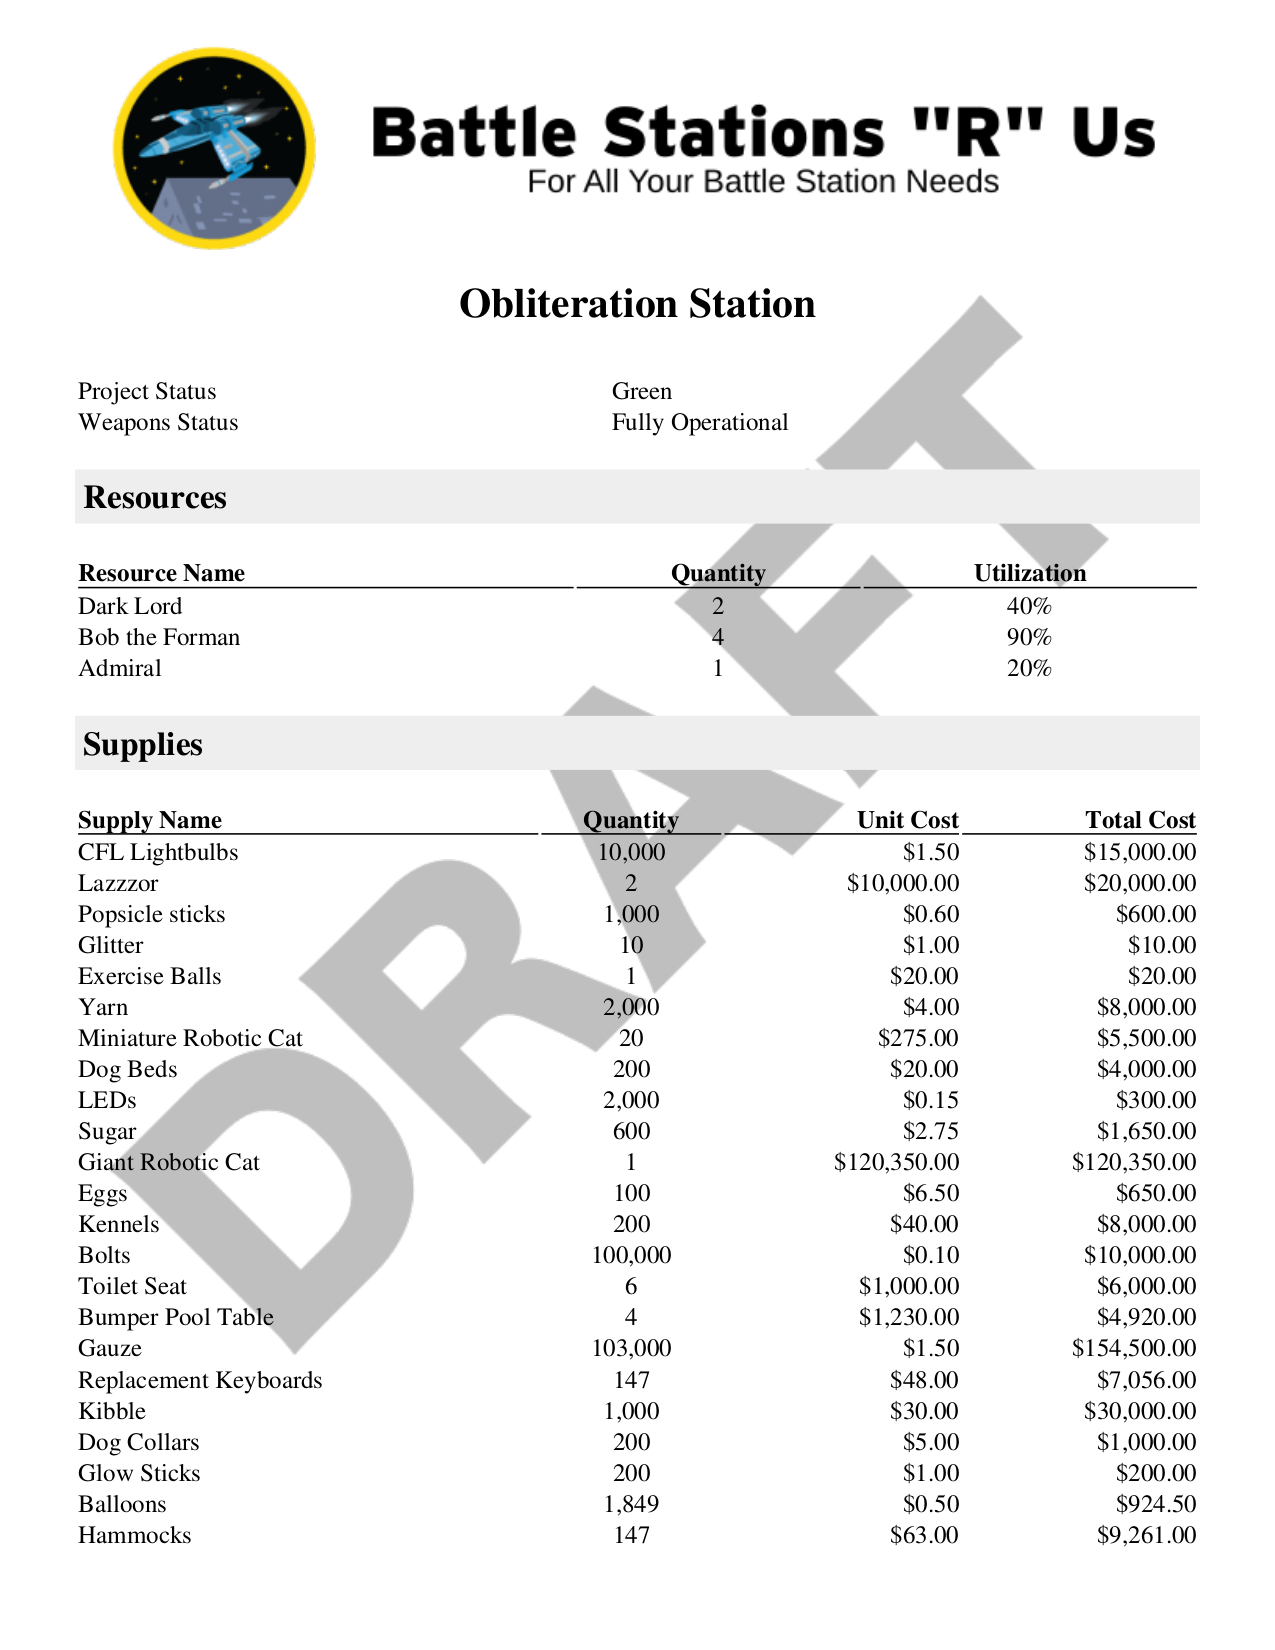 Battle Stations "R" Us
For All Your Battle Station Needs
Obliteration Station
Project Status Green
Weapons Status Fully Operational
Resources
Resource Name Quantity Utilization
Dark Lord 2 40%
Bob the Forman 4 90%
Admiral 1 20%
Supplies
Supply Name Quantity Unit Cost Total Cost
CFL Lightbulbs 10,000 $1.50 $15,000.00
Lazzzor 2 $10,000.00 $20,000.00
Popsicle sticks 1,000 $0.60 $600.00
Glitter 10 $1.00 $10.00
Exercise Balls 1 $20.00 $20.00
Yarn 2,000 $4.00 $8,000.00
Miniature Robotic Cat 20 $275.00 $5,500.00
Dog Beds 200 $20.00 $4,000.00
LEDs 2,000 $0.15 $300.00
Sugar 600 $2.75 $1,650.00
Giant Robotic Cat 1 $120,350.00 $120,350.00
Eggs 100 $6.50 $650.00
Kennels 200 $40.00 $8,000.00
Bolts 100,000 $0.10 $10,000.00
Toilet Seat 6 $1,000.00 $6,000.00
Bumper Pool Table 4 $1,230.00 $4,920.00
Gauze 103,000 $1.50 $154,500.00
Replacement Keyboards 147 $48.00 $7,056.00
Kibble 1,000 $30.00 $30,000.00
Dog Collars 200 $5.00 $1,000.00
Glow Sticks 200 $1.00 $200.00
Balloons 1,849 $0.50 $924.50
Hammocks 147 $63.00 $9,261.00
DRAFT